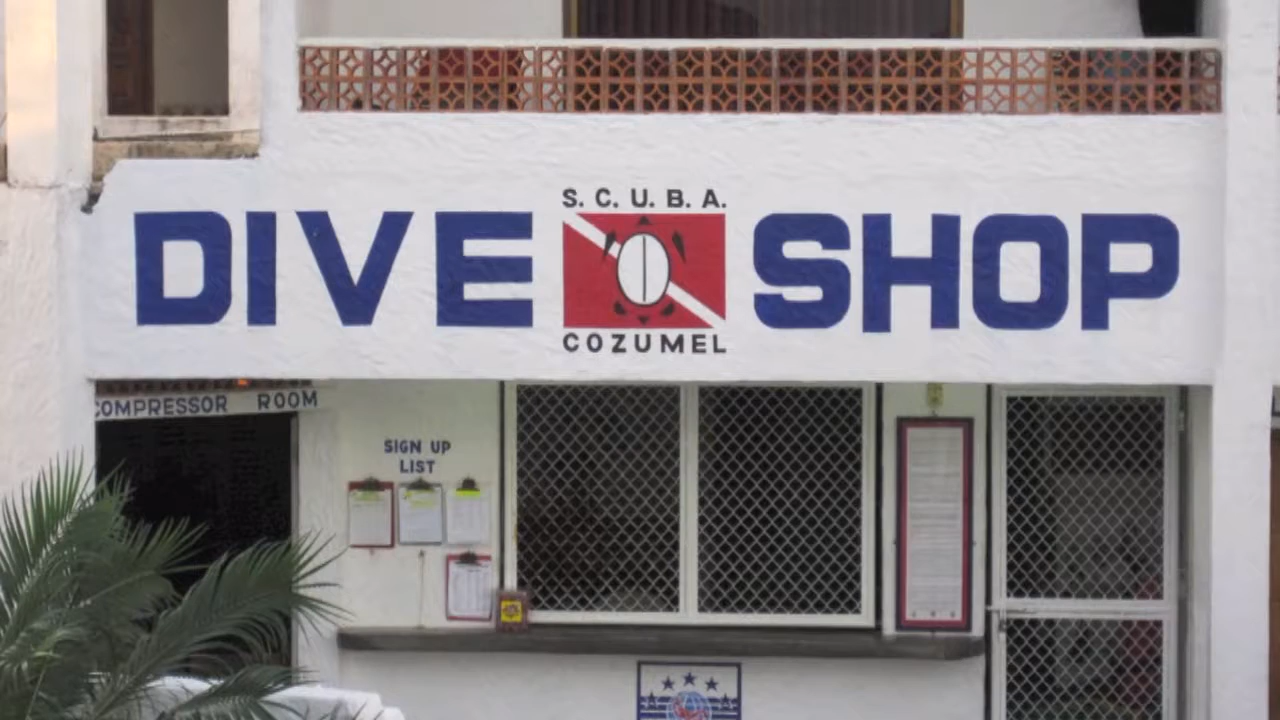 S. C. U. B. A.
DIVE SHOP
COZUMEL
COMPRESSOR ROOM
SIGN UP
LIST